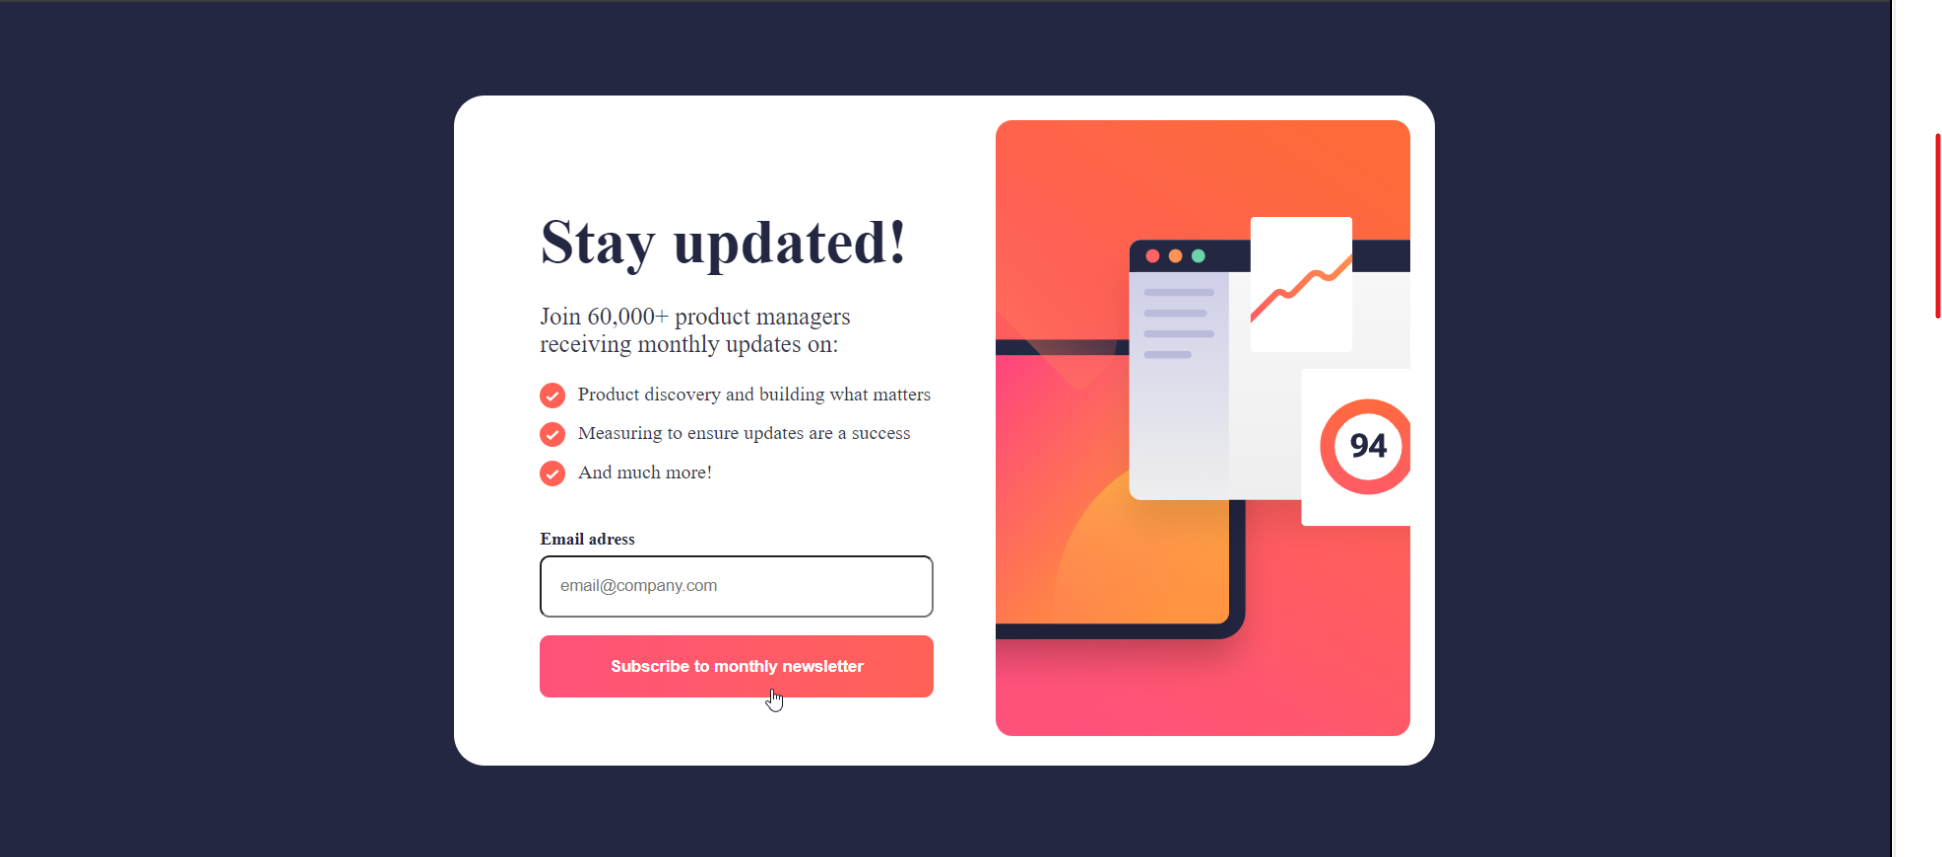 Stay updated!
Join 60,000+ product managers
receiving monthly updates on:
Product discovery and building what matters
Measuring to ensure updates are a success
And much more!
Email adress
email@company.com
Subscribe to monthly newsletter
94